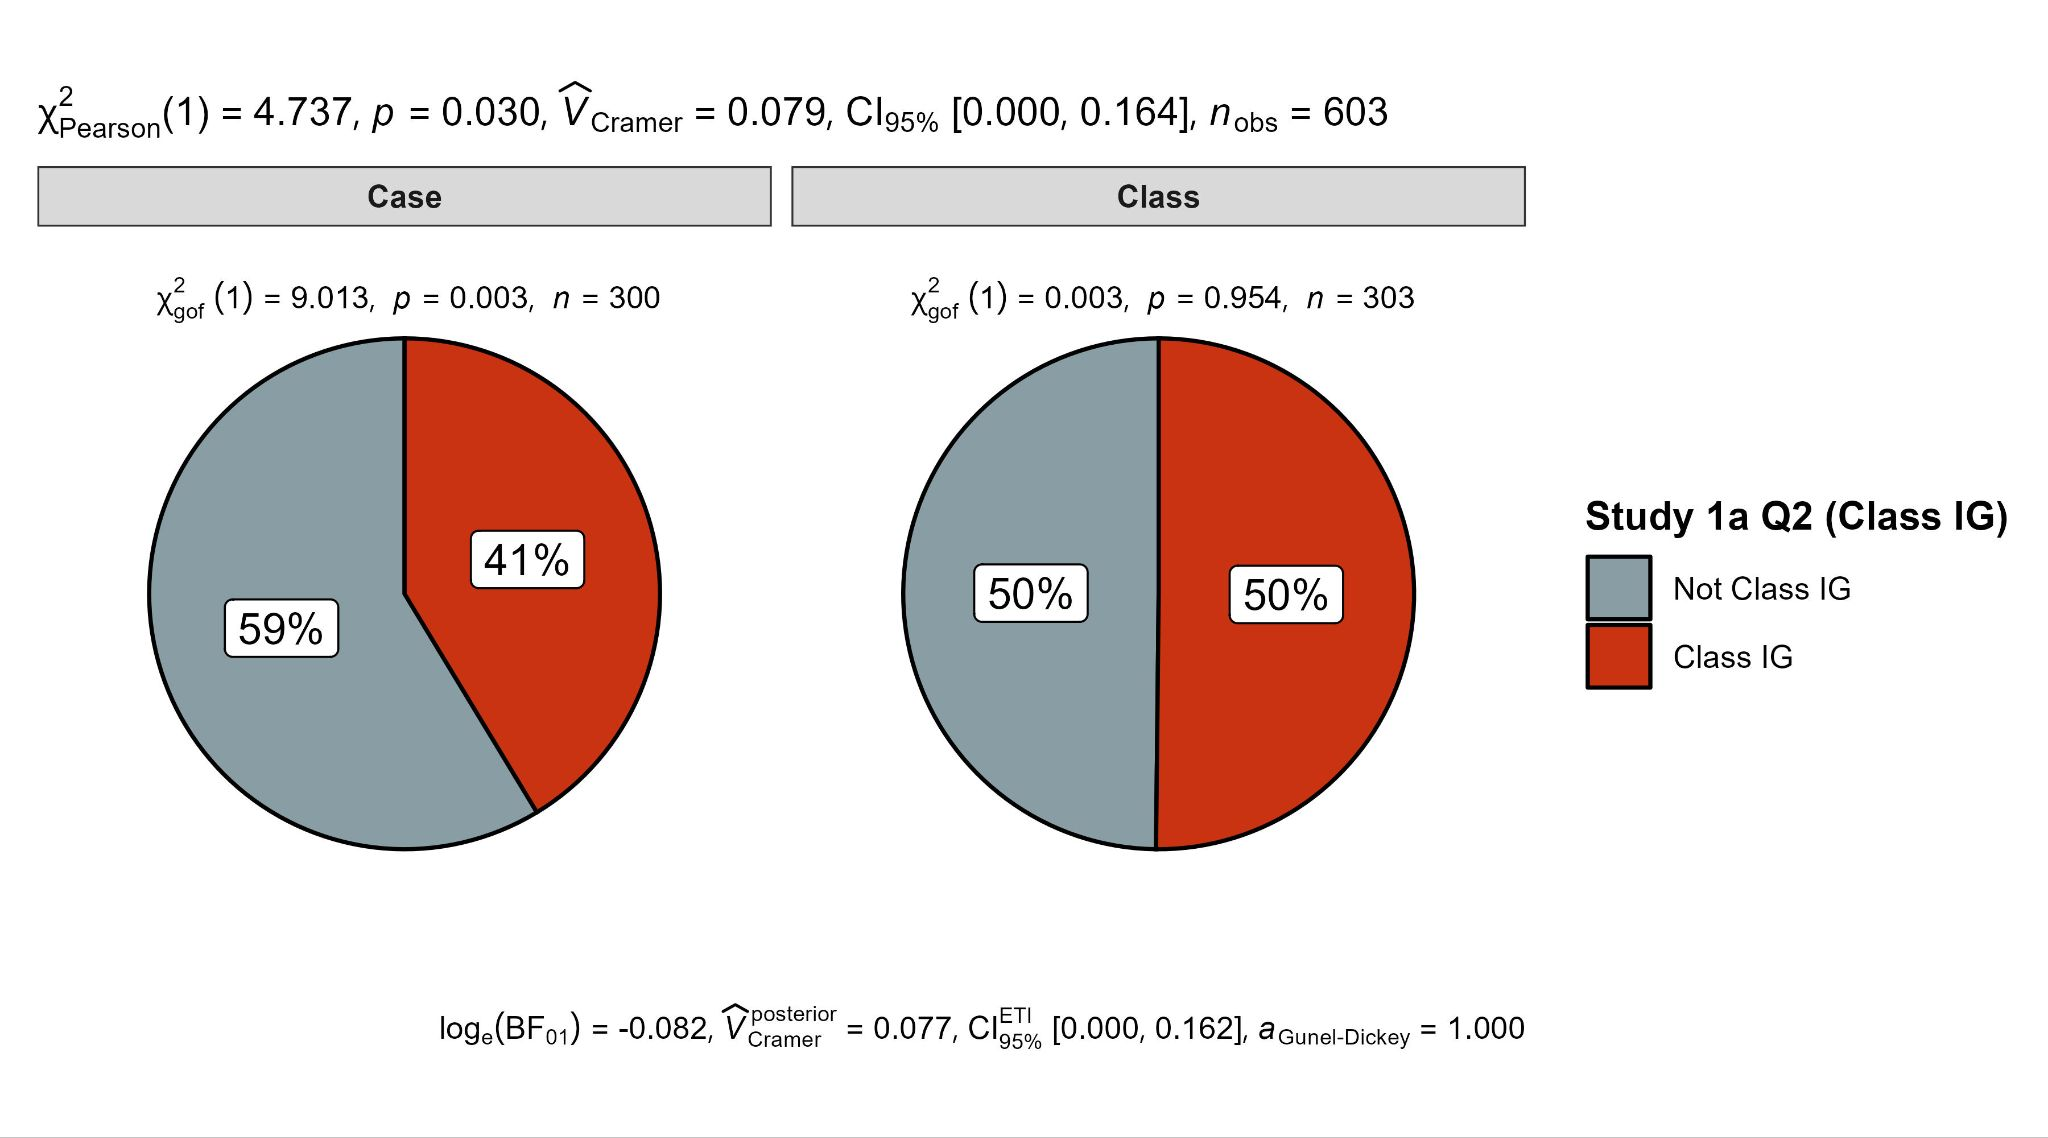 χ²Pearson(1) = 4.737, p = 0.030, V̂Cramer = 0.079, CI95% [0.000, 0.164], nobs = 603
Case
Class
χ²gof (1) = 9.013, p = 0.003, n = 300
χ²gof (1) = 0.003, p = 0.954, n = 303
41%
59%
50%
50%
Study 1a Q2 (Class IG)
Not Class IG
Class IG
loge(BF01) = -0.082, V̂Cramer posterior = 0.077, CI95% ETI [0.000, 0.162], aGunel-Dickey = 1.000